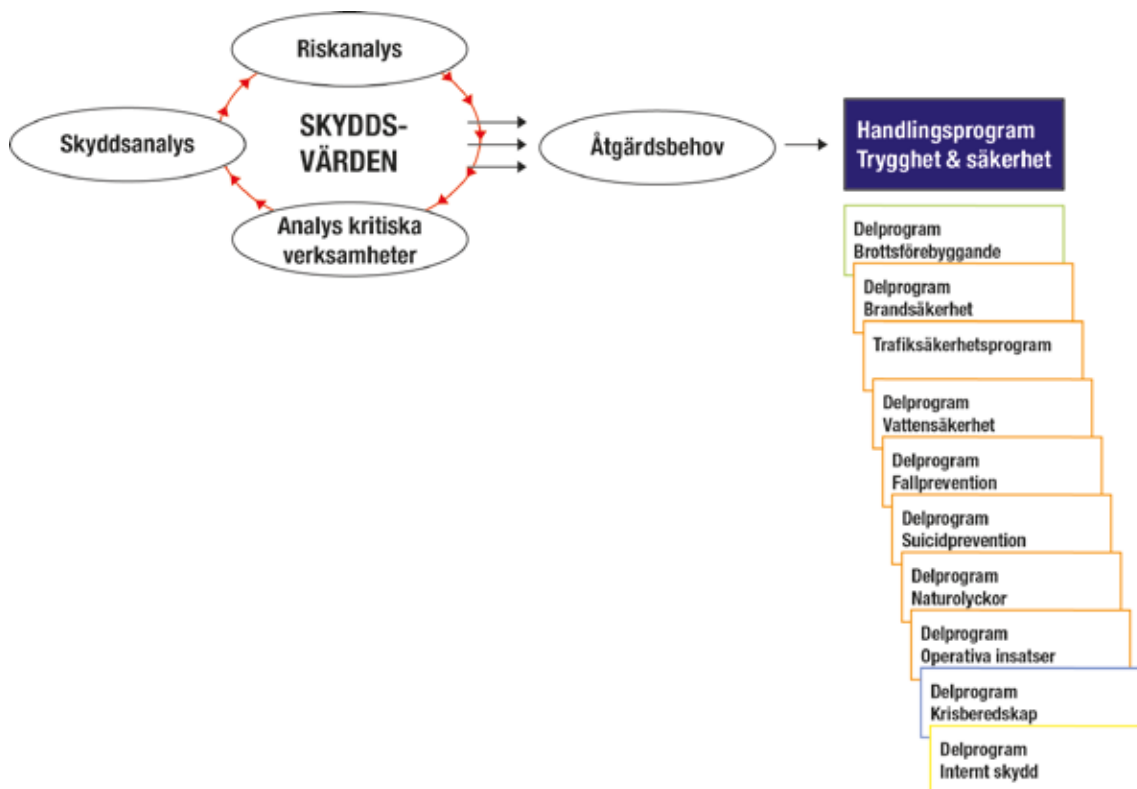 Riskanalys
Skyddsanalys
SKYDDS-
VÄRDEN
Analys kritiska
verksamheter
Åtgärdsbehov
Handlingsprogram
Trygghet & säkerhet
Delprogram
Brottsförebyggande
Delprogram
Brandsäkerhet
Trafiksäkerhetsprogram
Delprogram
Vattensäkerhet
Delprogram
Fallprevention
Delprogram
Suicidprevention
Delprogram
Naturolyckor
Delprogram
Operativa insatser
Delprogram
Krisberedskap
Delprogram
Internt skydd